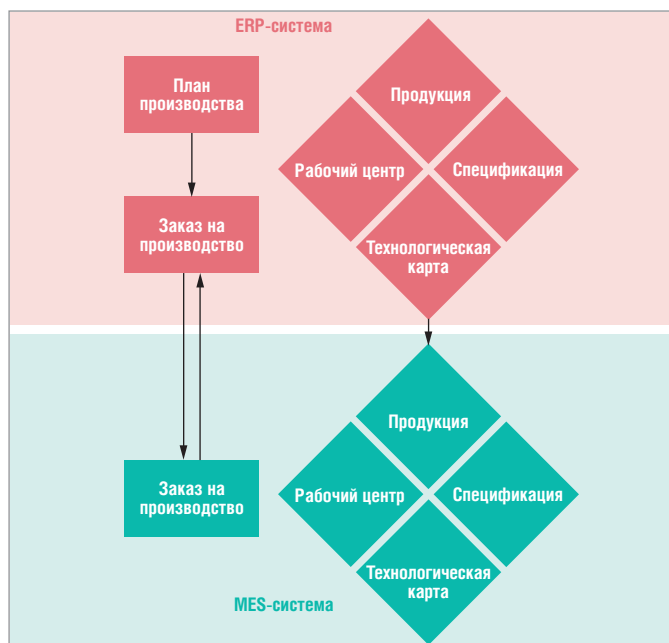 ERP-система
План
производства
Продукция
Рабочий центр
Спецификация
Заказ на
производство
Технологическая
карта
Продукция
Рабочий центр
Спецификация
Заказ на
производство
Технологическая
карта
MES-система